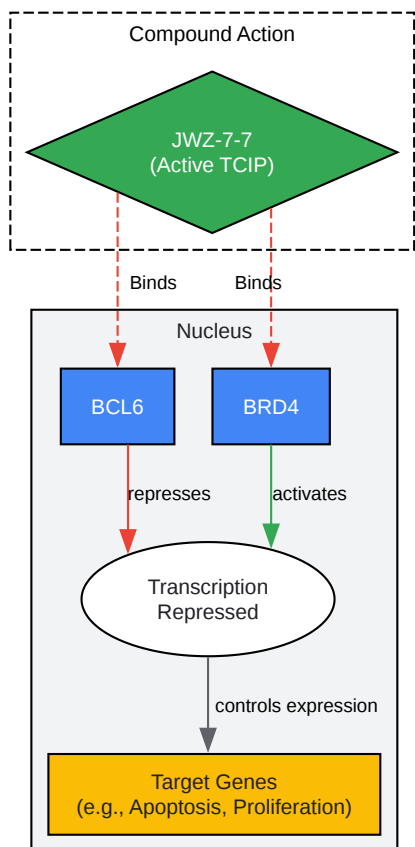 Compound Action
JWZ-7-7
(Active TCIP)
Binds
Binds
Nucleus
BCL6
BRD4
represses
activates
Transcription
Repressed
controls expression
Target Genes
(e.g., Apoptosis, Proliferation)